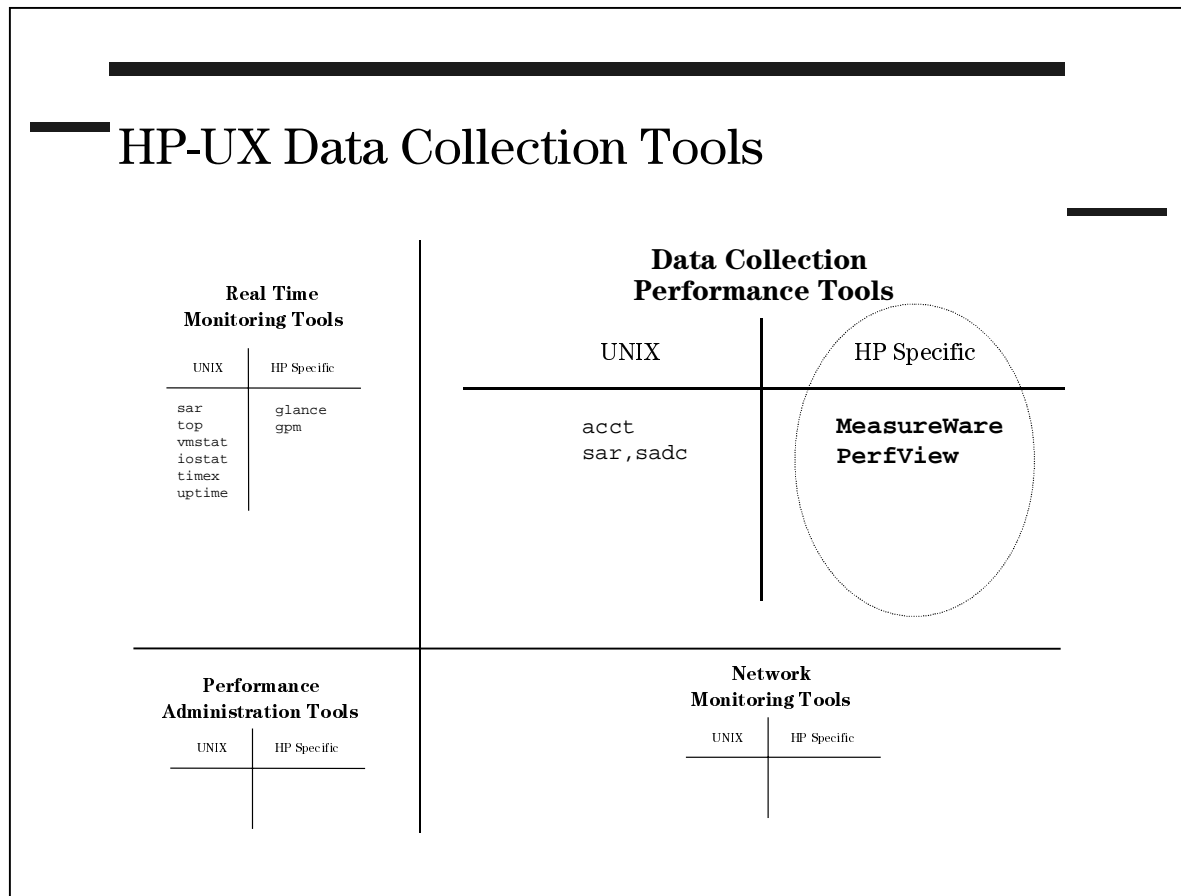 HP-UX Data Collection Tools
Real Time
Monitoring Tools
UNIX
HP Specific
sar
top
vmstat
iostat
timex
uptime
glance
gpm
Data Collection
Performance Tools
UNIX
HP Specific
acct
sar,sadc
MeasureWare
PerfView
Performance
Administration Tools
UNIX
HP Specific
Network
Monitoring Tools
UNIX
HP Specific